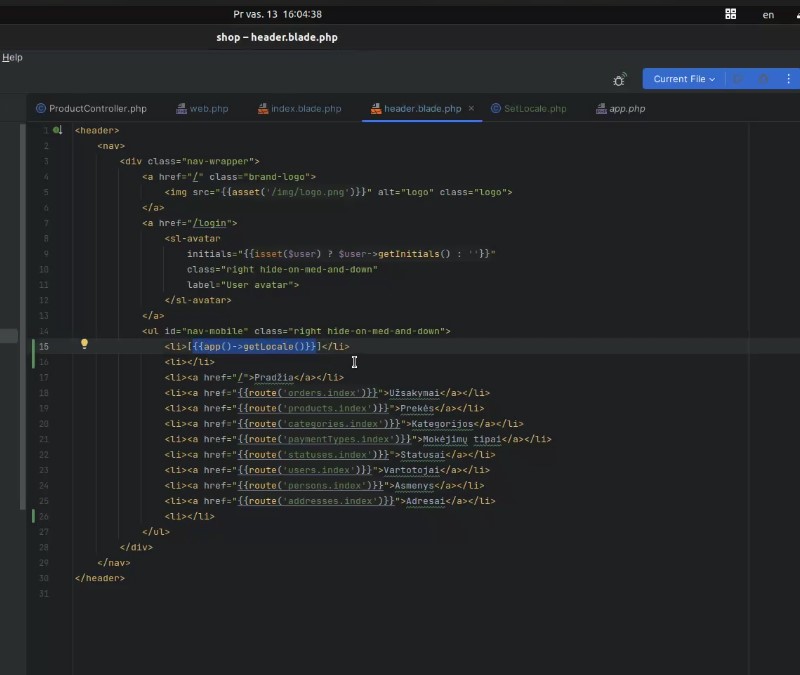 Pr vas. 13 16:04:38
en
shop – header.blade.php
Help
Current File
ProductController.php
web.php
index.blade.php
header.blade.php
SetLocale.php
app.php
1 <header>
2 <nav>
3 <div class="nav-wrapper">
4 <a href="/" class="brand-logo">
5 <img src="{{asset('/img/logo.png')}}" alt="logo" class="logo">
6 </a>
7 <a href="/login">
8 <sl-avatar
9 initials="{{isset($user) ? $user->getInitials() : ''}}"
10 class="right hide-on-med-and-down"
11 label="User avatar">
12 </sl-avatar>
13 </a>
14 <ul id="nav-mobile" class="right hide-on-med-and-down">
15 <li>[{{app()->getLocale()}}]</li>
16 <li></li>
17 <li><a href="/">Pradžia</a></li>
18 <li><a href="{{route('orders.index')}}">Užsakymai</a></li>
19 <li><a href="{{route('products.index')}}">Prekės</a></li>
20 <li><a href="{{route('categories.index')}}">Kategorijos</a></li>
21 <li><a href="{{route('paymentTypes.index')}}">Mokėjimų tipai</a></li>
22 <li><a href="{{route('statuses.index')}}">Statusai</a></li>
23 <li><a href="{{route('users.index')}}">Vartotojai</a></li>
24 <li><a href="{{route('persons.index')}}">Asmenys</a></li>
25 <li><a href="{{route('addresses.index')}}">Adresai</a></li>
26 <li></li>
27 </ul>
28 </div>
29 </nav>
30 </header>
31